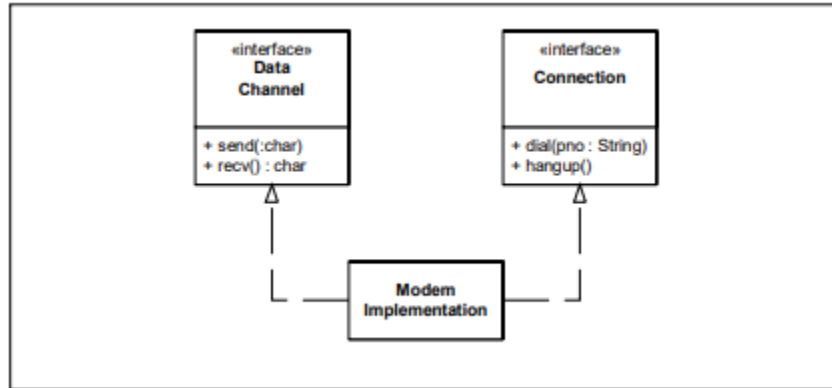 «interface»
Data
Channel
+ send(:char)
+ recv() : char
«interface»
Connection
+ dial(pno : String)
+ hangup()
Modem
Implementation